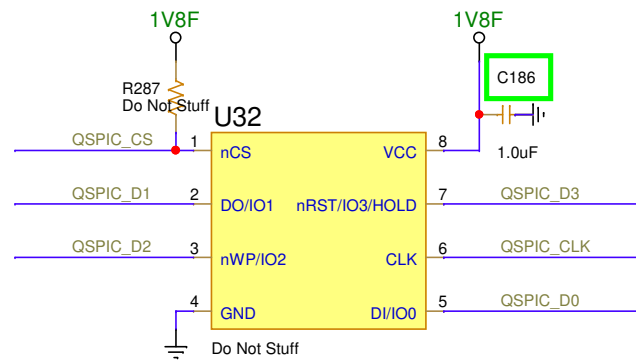 1V8F
1V8F
C186
R287
Do Not Stuff
U32
QSPIC_CS
1
nCS
VCC
8
1.0uF
QSPIC_D1
2
DO/IO1
nRST/IO3/HOLD
7
QSPIC_D3
QSPIC_D2
3
nWP/IO2
CLK
6
QSPIC_CLK
4
GND
DI/IO0
5
QSPIC_D0
Do Not Stuff